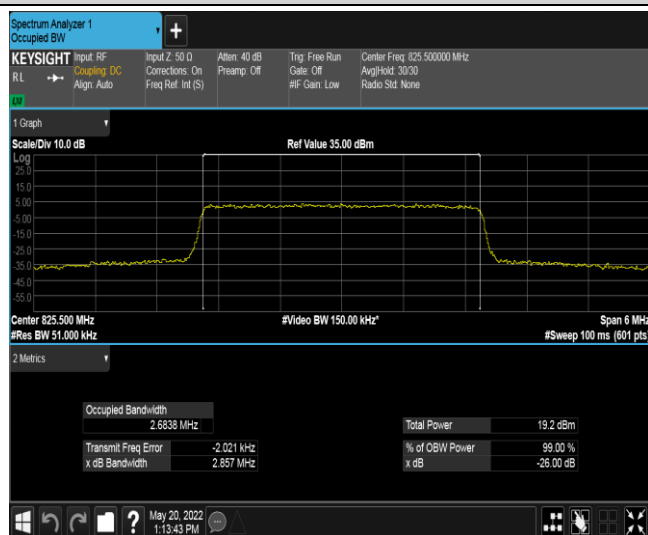 Spectrum Analyzer 1
Occupied BW
+
KEYSIGHT Input: RF Input Z: 50 Ω Atten: 40 dB Trig: Free Run Center Freq: 825.500000 MHz
RL Coupling: DC Corrections: On Preamp: Off Gate: Off Avg|Hold: 30/30
Align: Auto Freq Ref: Int (S) #IF Gain: Low Radio Std: None
LXI
1 Graph
Scale/Div 10.0 dB Ref Value 35.00 dBm
Log
25.0
15.0
5.00
-5.00
-15.0
-25.0
-35.0
-45.0
-55.0
Center 825.500 MHz #Video BW 150.00 kHz* Span 6 MHz
#Res BW 51.000 kHz #Sweep 100 ms (601 pts)
2 Metrics
Occupied Bandwidth
2.6838 MHz Total Power 19.2 dBm
Transmit Freq Error -2.021 kHz % of OBW Power 99.00 %
x dB Bandwidth 2.857 MHz x dB -26.00 dB
? May 20, 2022
1:13:43 PM